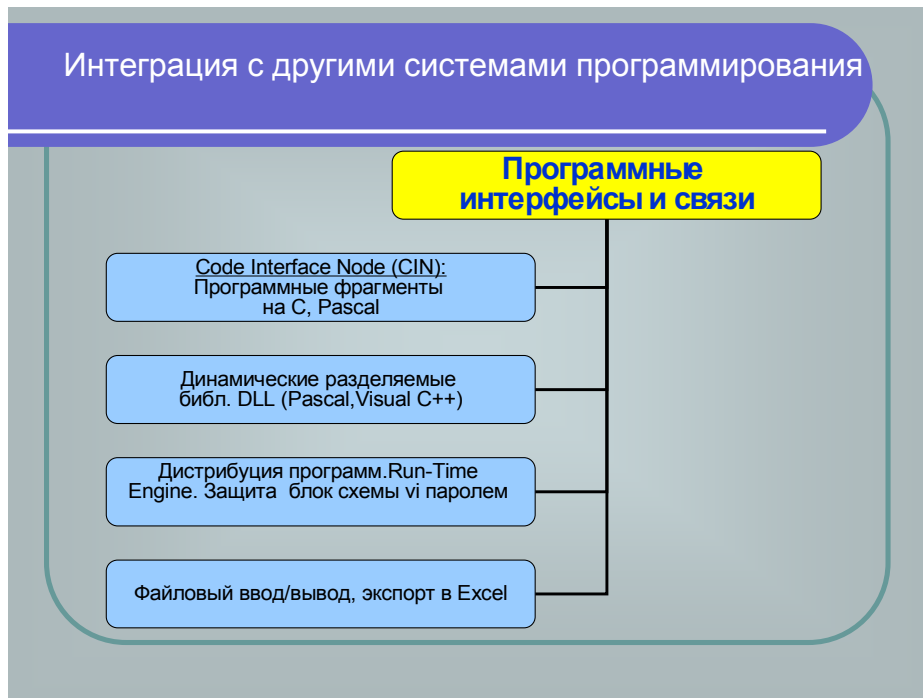 Интеграция с другими системами программирования
Программные
интерфейсы и связи
Code Interface Node (CIN):
Программные фрагменты
на C, Pascal
Динамические разделяемые
библ. DLL (Pascal,Visual C++)
Дистрибуция программ.Run-Time
Engine. Защита блок схемы vi паролем
Файловый ввод/вывод, экспорт в Excel